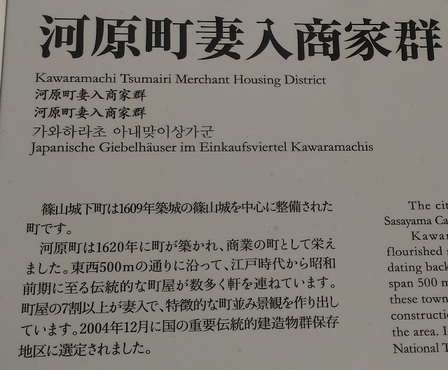 河原町妻入商家群
Kawaramachi Tsumairi Merchant Housing District
河原町妻入商家群
河原町妻入商家群
가와하라초 아내맞이상가군
Japanische Giebelhäuser im Einkaufsviertel Kawaramachis
篠山城下町は1609年築城の篠山城を中心に整備された
町です。
河原町は1620年に町が築かれ、商業の町として栄え
ました。東西500mの通りに沿って、江戸時代から昭和
前期に至る伝統的な町屋が数多く軒を連ねています。
町屋の7割以上が妻入で、特徴的な町並み景観を作り出し
ています。2004年12月に国の重要伝統的建造物群保存
地区に選定されました。
The cit
Sasayama Ca
Kawar
flourished
dating back
span 500 m
these town
constructio
the area. I
National T